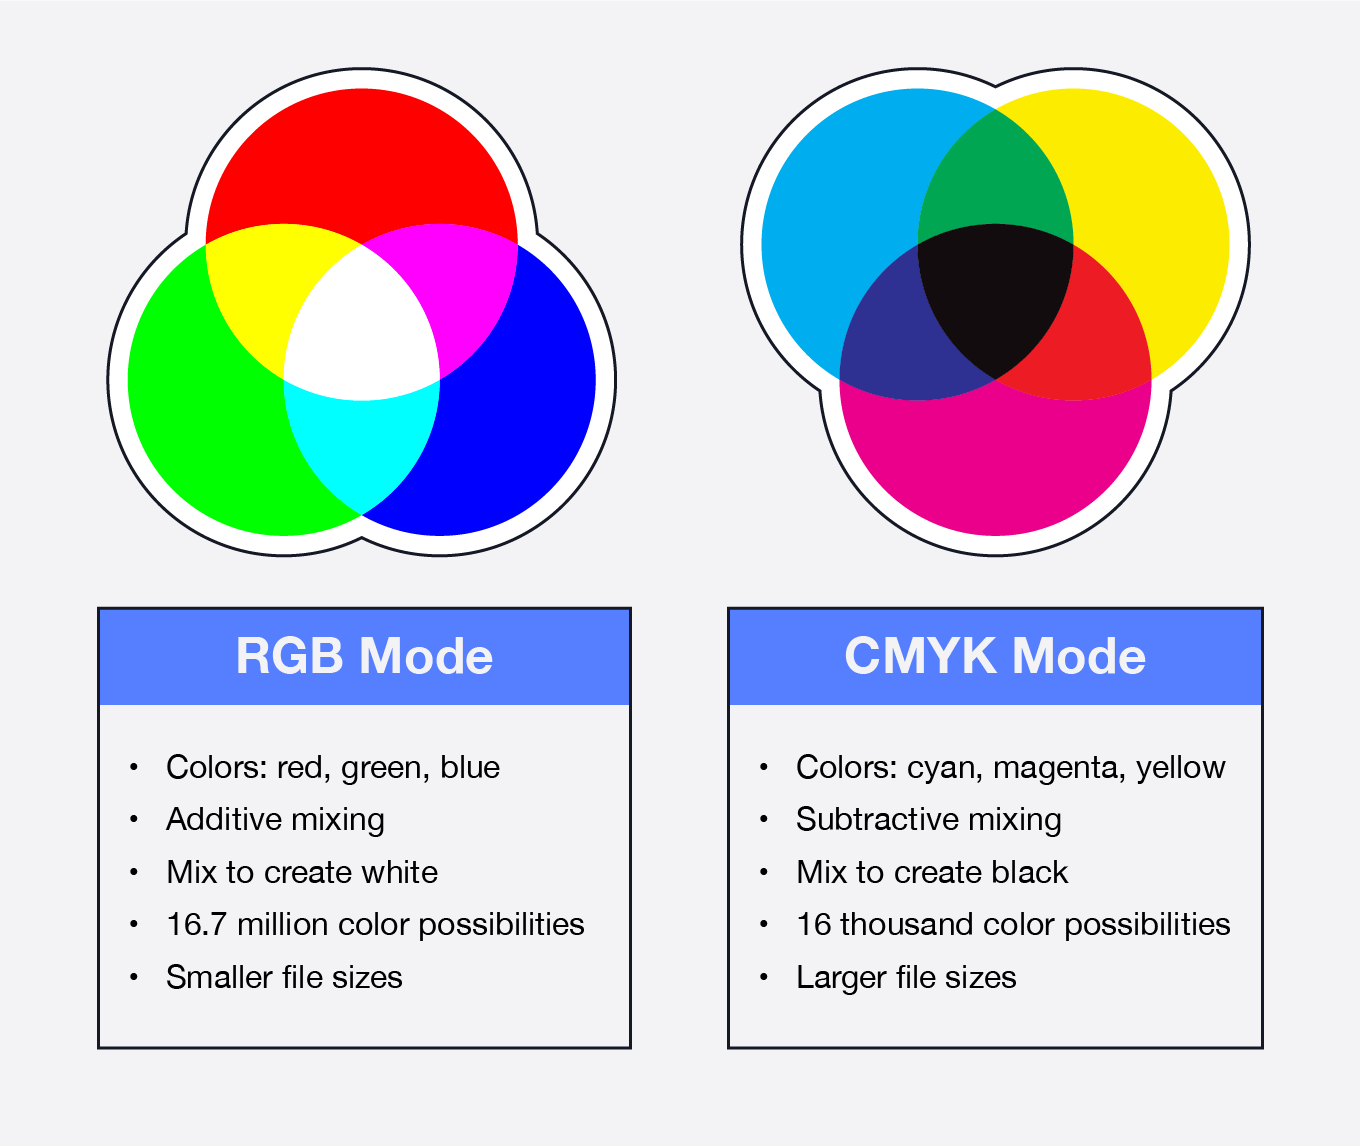 RGB Mode
• Colors: red, green, blue
• Additive mixing
• Mix to create white
• 16.7 million color possibilities
• Smaller file sizes
CMYK Mode
• Colors: cyan, magenta, yellow
• Subtractive mixing
• Mix to create black
• 16 thousand color possibilities
• Larger file sizes